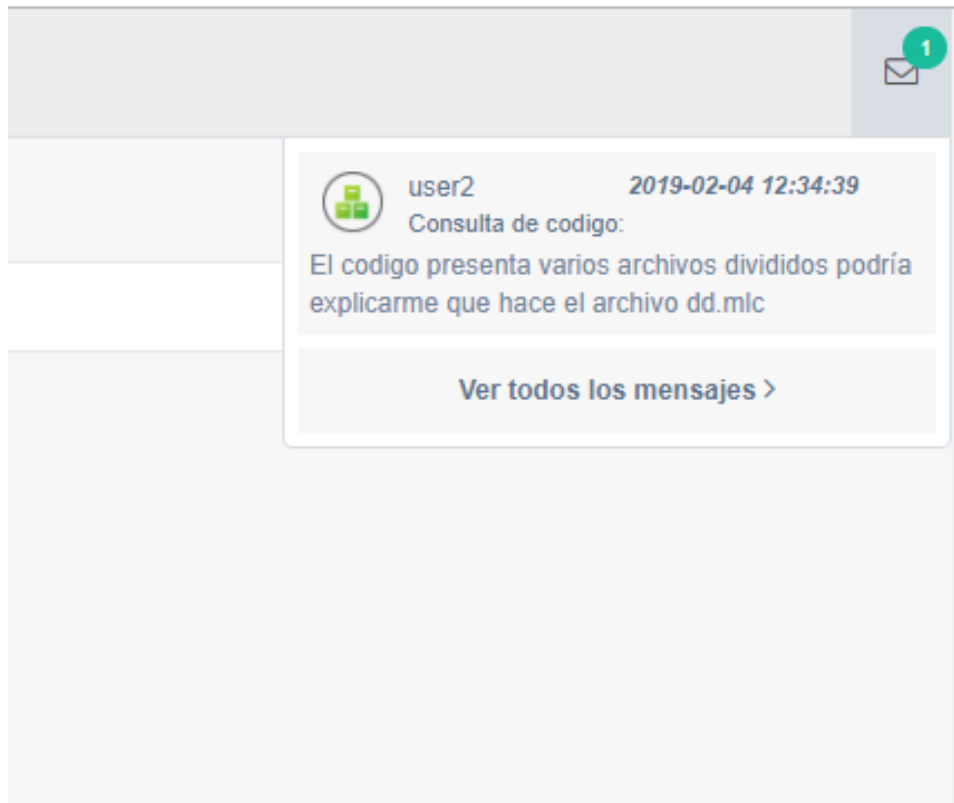 1
user2 2019-02-04 12:34:39
Consulta de codigo:
El codigo presenta varios archivos divididos podría
explicarme que hace el archivo dd.mlc
Ver todos los mensajes >